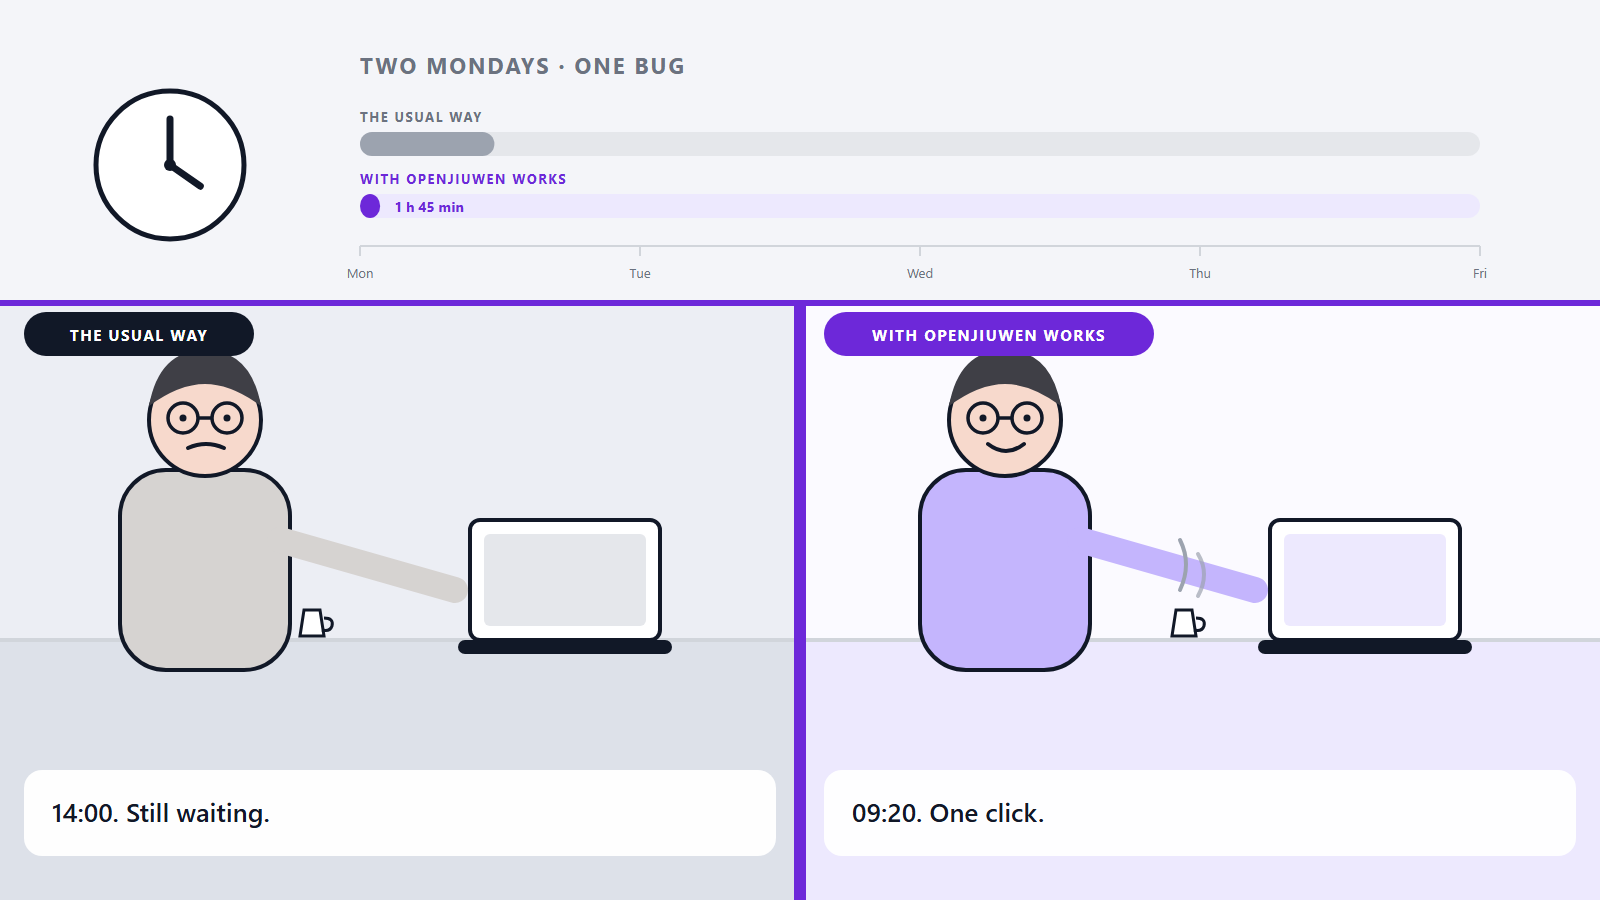 TWO MONDAYS · ONE BUG
THE USUAL WAY
WITH OPENJIUWEN WORKS
1 h 45 min
Mon
Tue
Wed
Thu
Fri
THE USUAL WAY
WITH OPENJIUWEN WORKS
14:00. Still waiting.
09:20. One click.